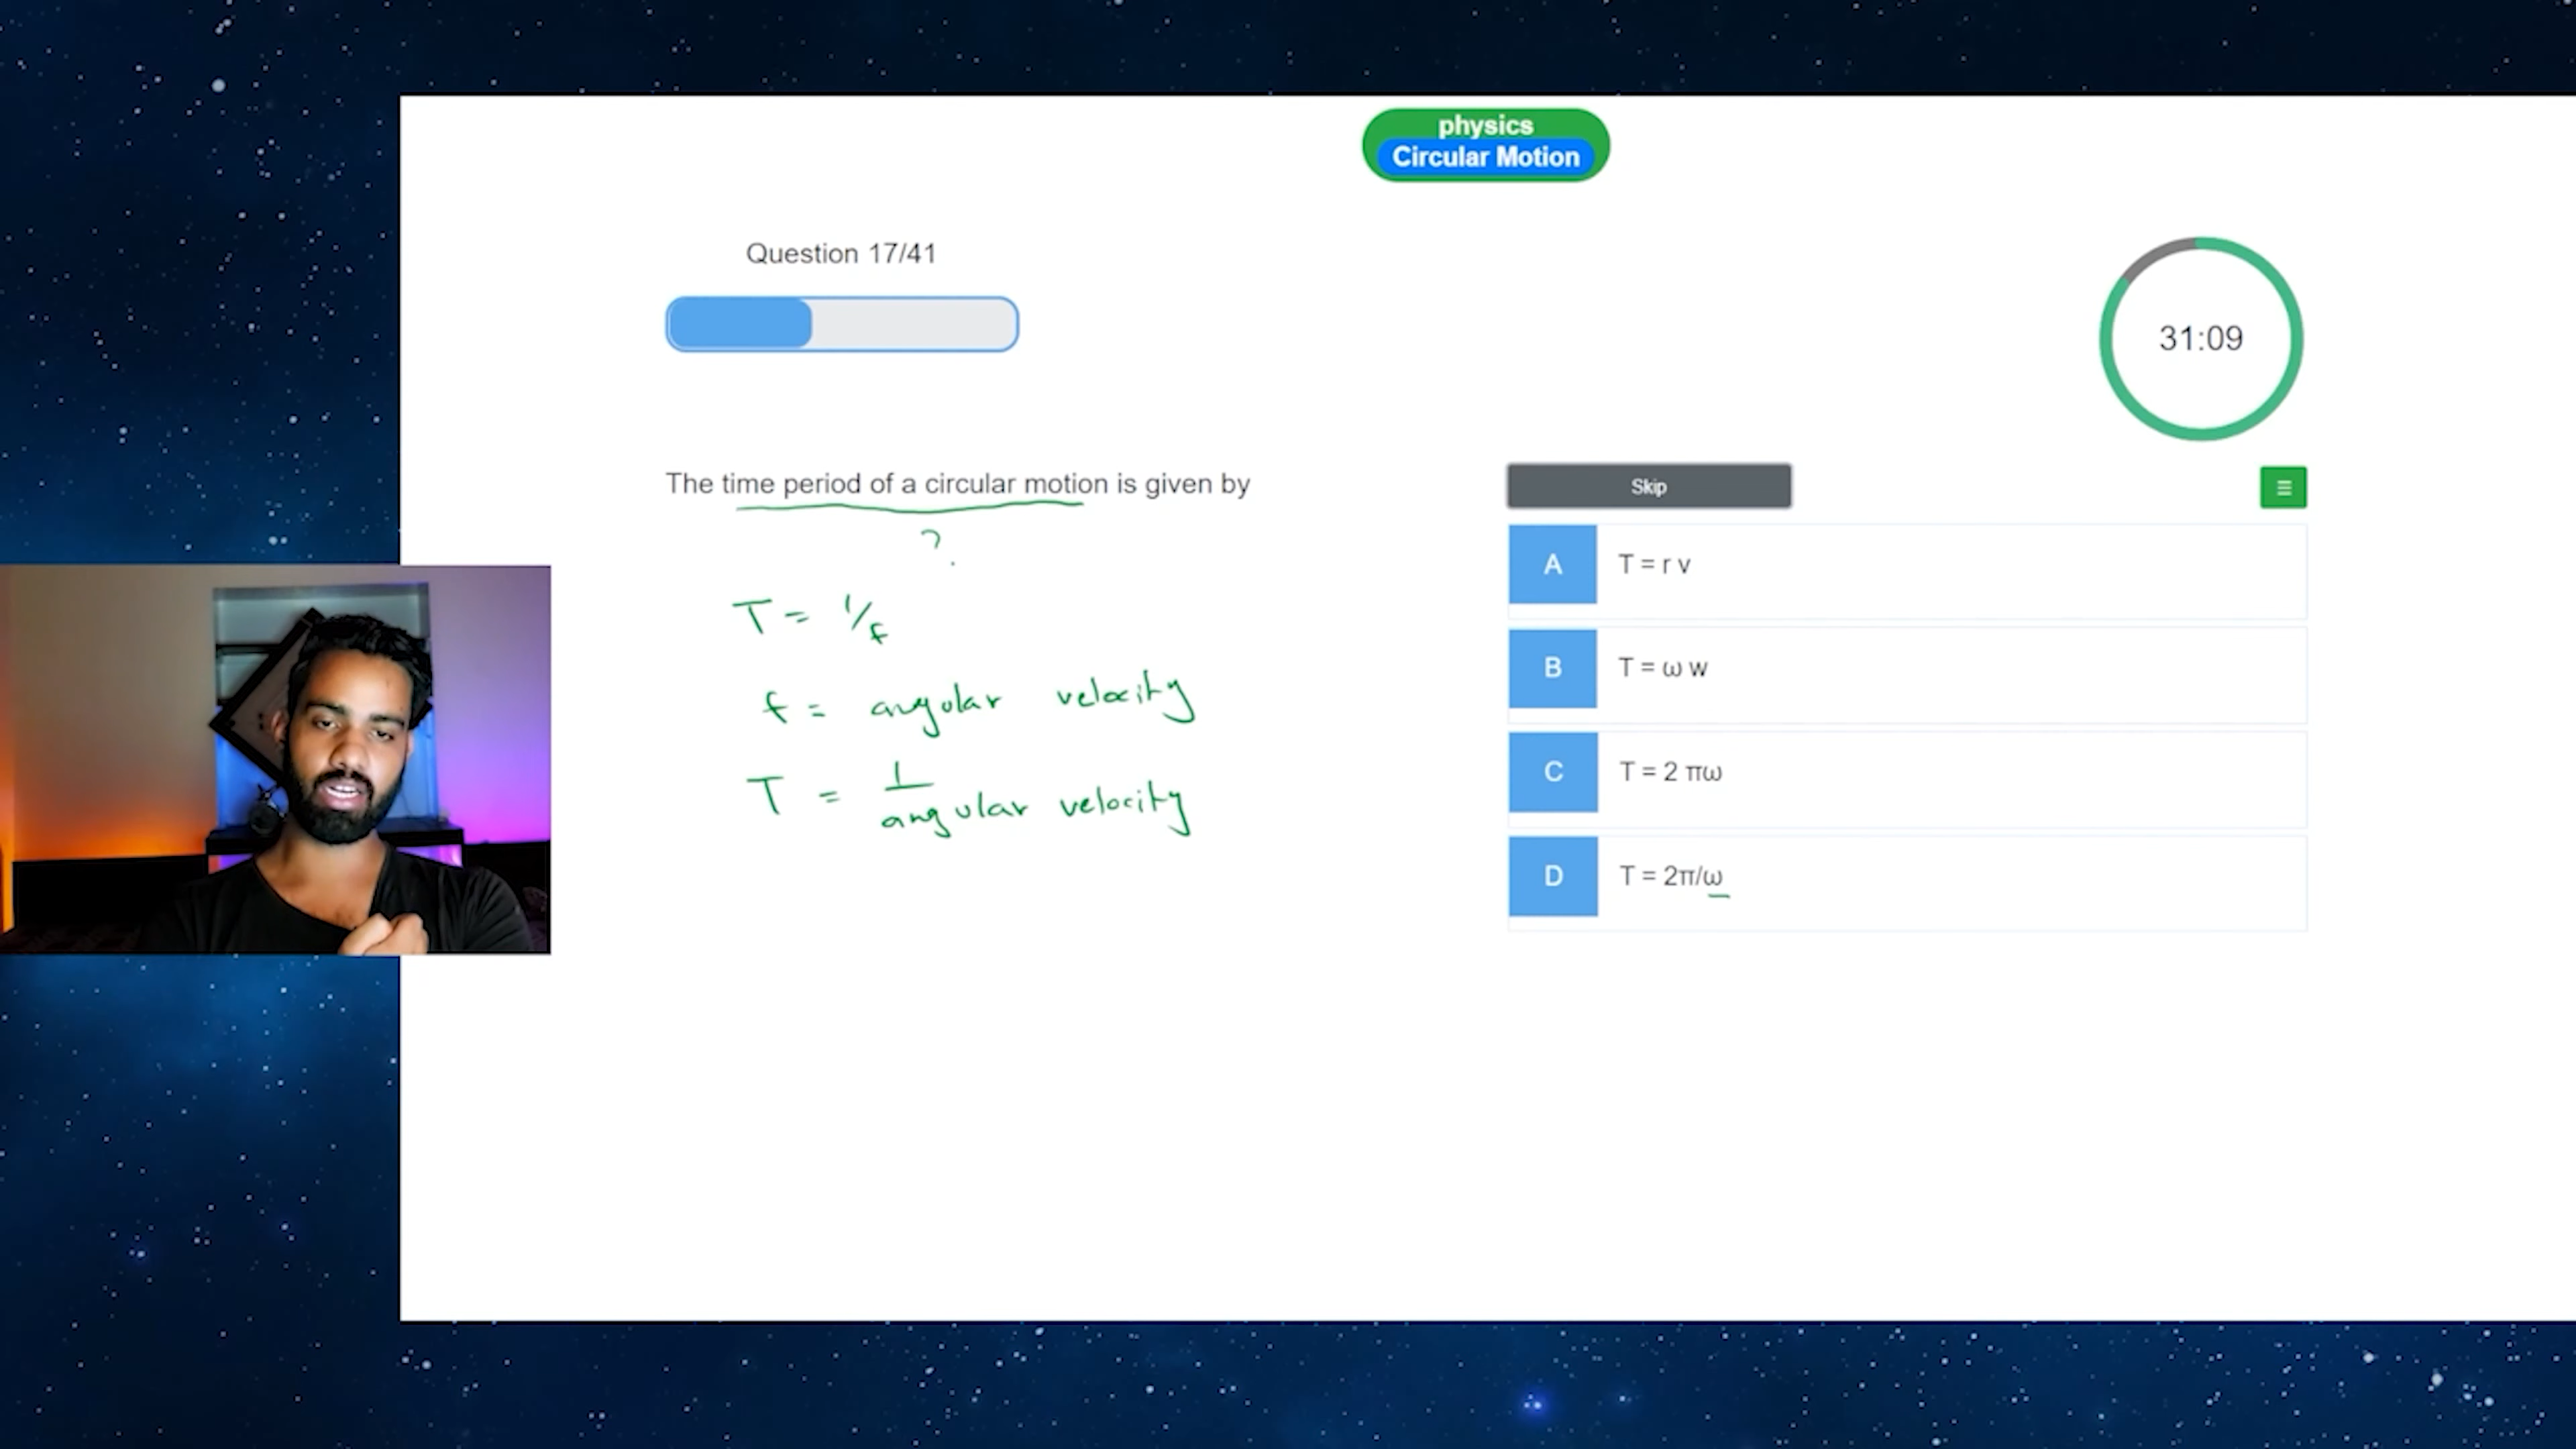 physics
Circular Motion
Question 17/41
31:09
The time period of a circular motion is given by
?
T = 1/f
f = angular velocity
T = 1/angular velocity
Skip
A T = r v
B T = ω w
C T = 2 πω
D T = 2π/ω